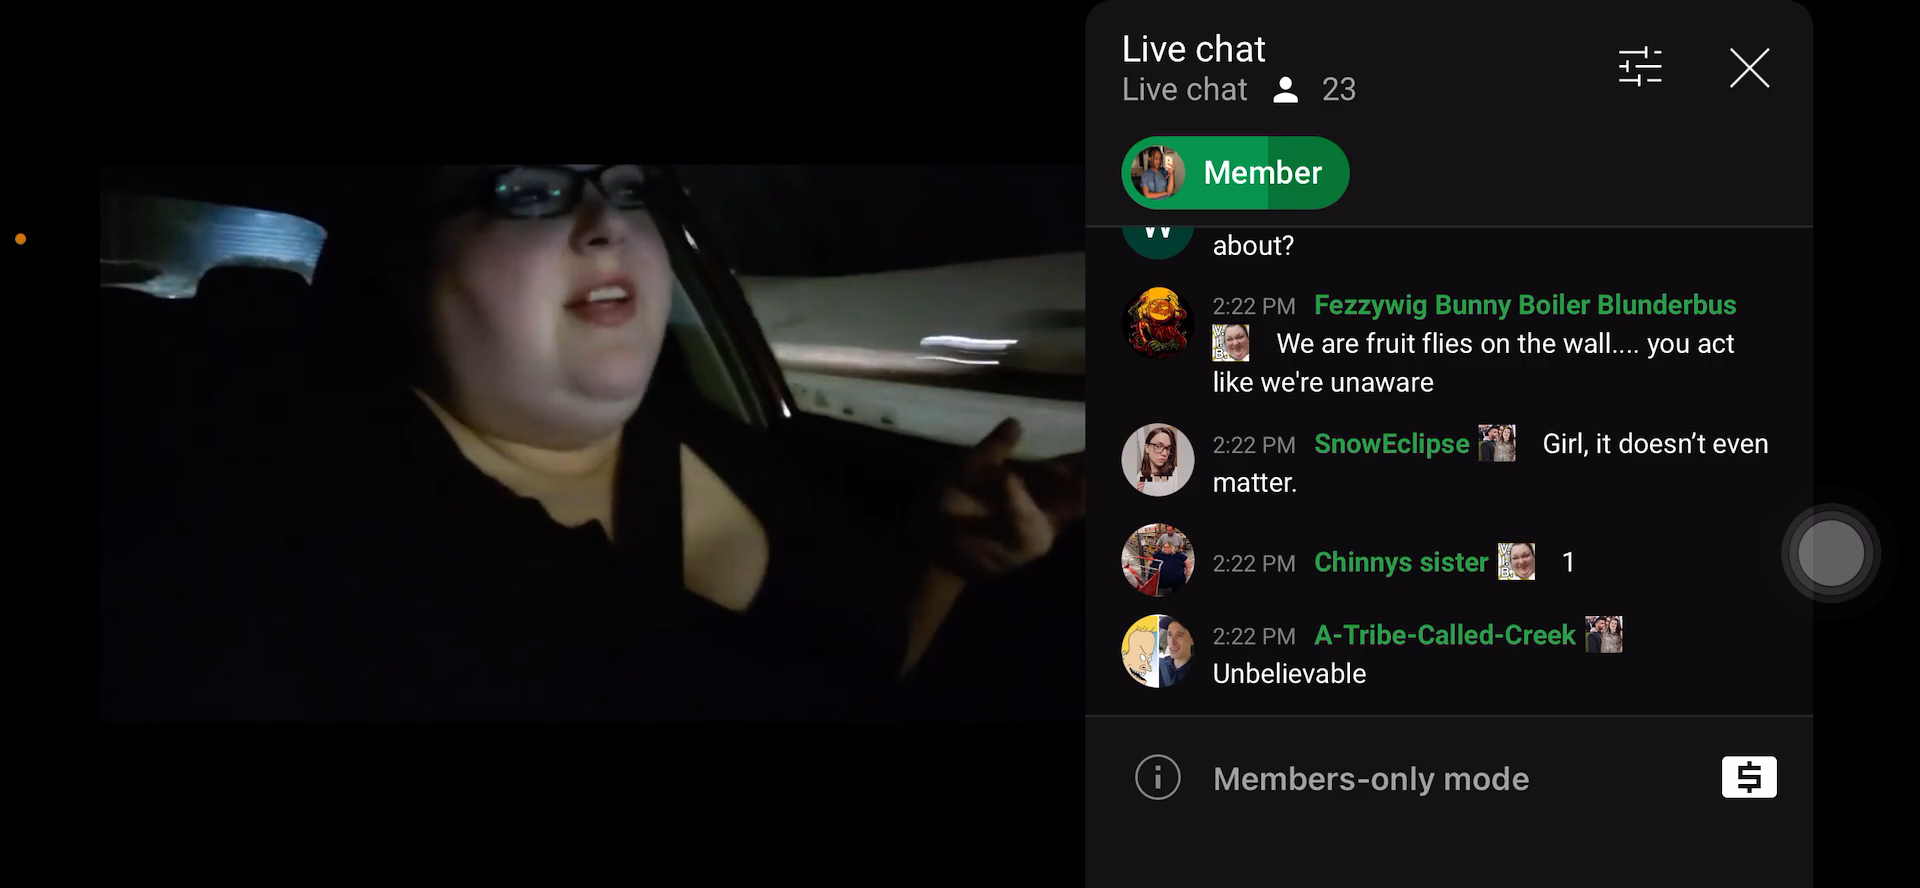 Live chat
Live chat 23
Member
about?
2:22 PM Fezzywig Bunny Boiler Blunderbus
We are fruit flies on the wall.... you act
like we're unaware
2:22 PM SnowEclipse Girl, it doesn’t even
matter.
2:22 PM Chinnys sister 1
2:22 PM A-Tribe-Called-Creek
Unbelievable
Members-only mode